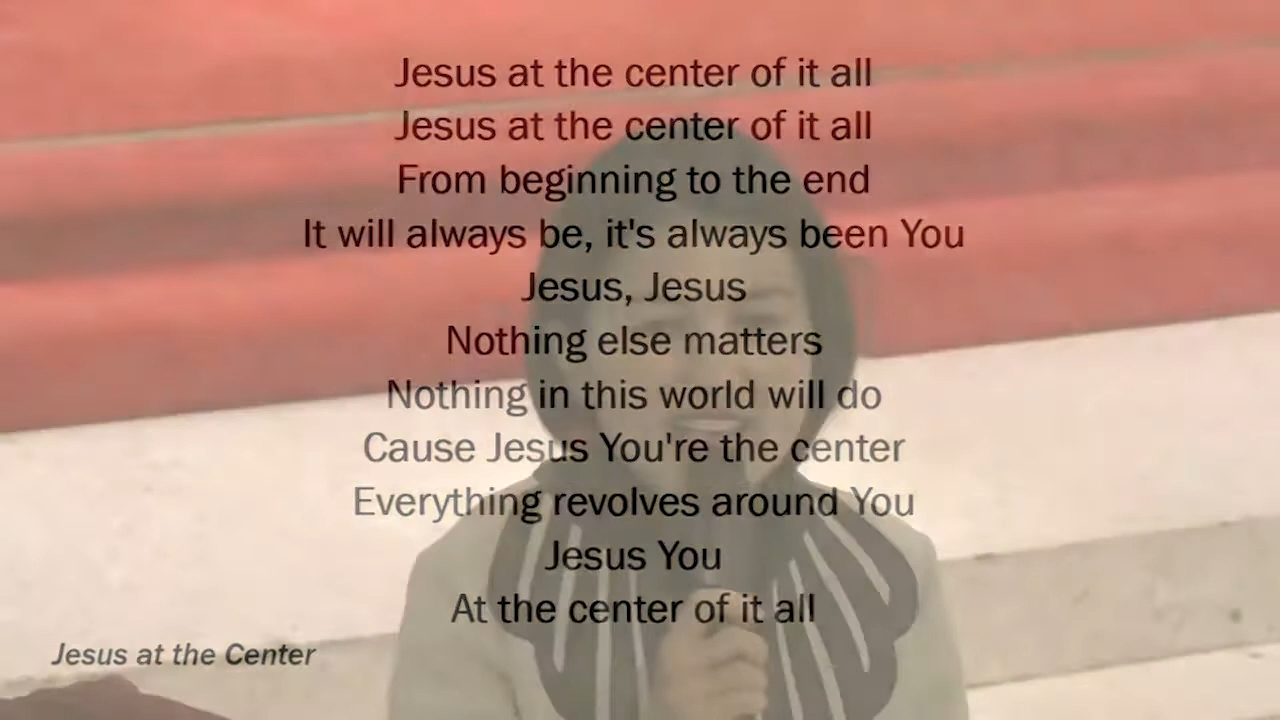 Jesus at the center of it all
Jesus at the center of it all
From beginning to the end
It will always be, it's always been You
Jesus, Jesus
Nothing else matters
Nothing in this world will do
Cause Jesus You're the center
Everything revolves around You
Jesus You
At the center of it all
Jesus at the Center